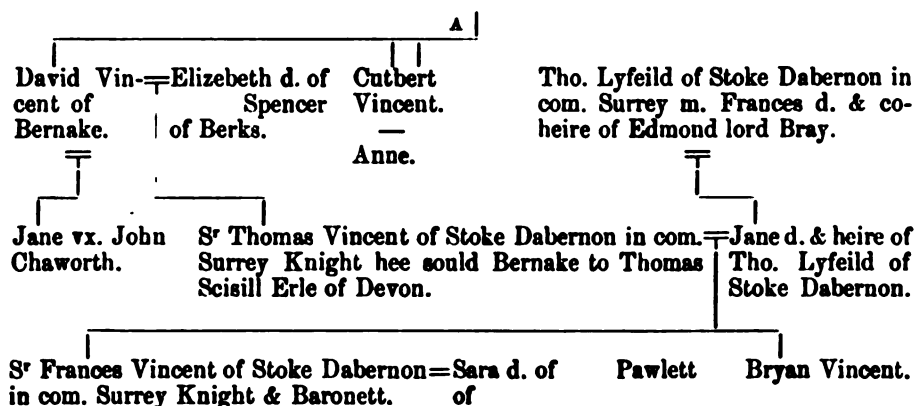 A
David Vin-
cent of
Bernake.
Elizebeth d. of
Spencer
of Berks.
Cutbert
Vincent.
—
Anne.
Tho. Lyfeild of Stoke Dabernon in
com. Surrey m. Frances d. & co-
heire of Edmond lord Bray.
Jane vx. John
Chaworth.
Sr Thomas Vincent of Stoke Dabernon in com.
Surrey Knight hee sould Bernake to Thomas
Scisill Erle of Devon.
Jane d. & heire of
Tho. Lyfeild of
Stoke Dabernon.
Sr Frances Vincent of Stoke Dabernon
in com. Surrey Knight & Baronett.
Sara d. of Pawlett
of
Bryan Vincent.